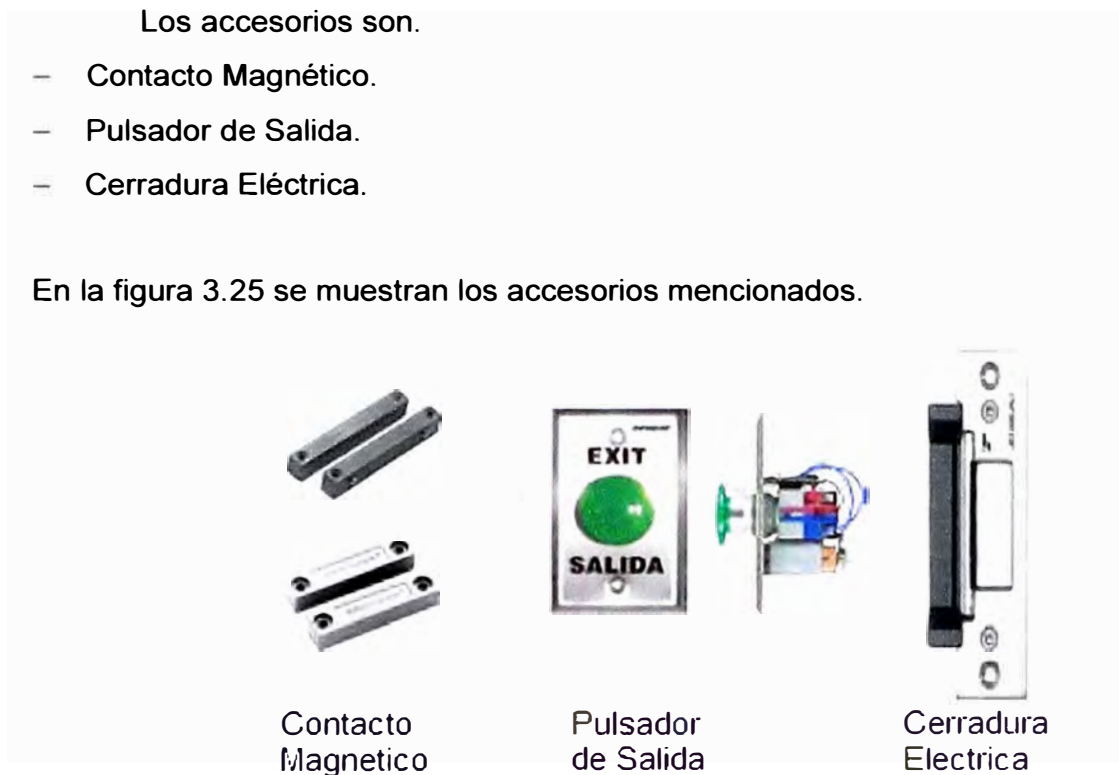 Los accesorios son.
– Contacto Magnético.
– Pulsador de Salida.
– Cerradura Eléctrica.
En la figura 3.25 se muestran los accesorios mencionados.
EXIT
SALIDA
Contacto
Magnetico
Pulsador
de Salida
Cerradura
Electrica